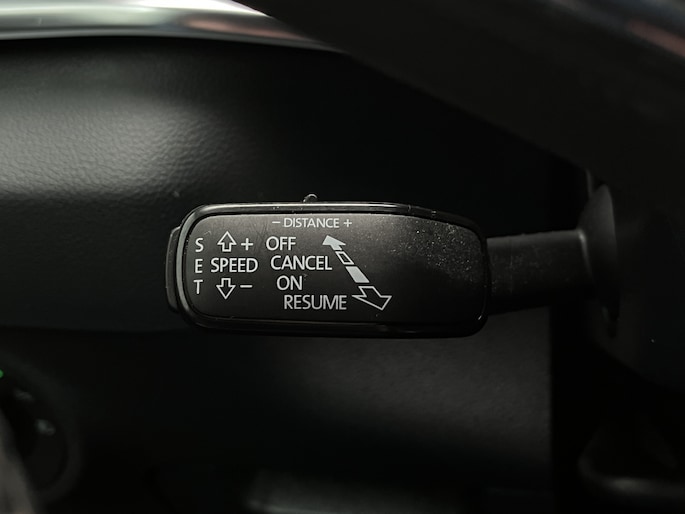 − DISTANCE +
S + OFF
E SPEED CANCEL
T − ON
RESUME